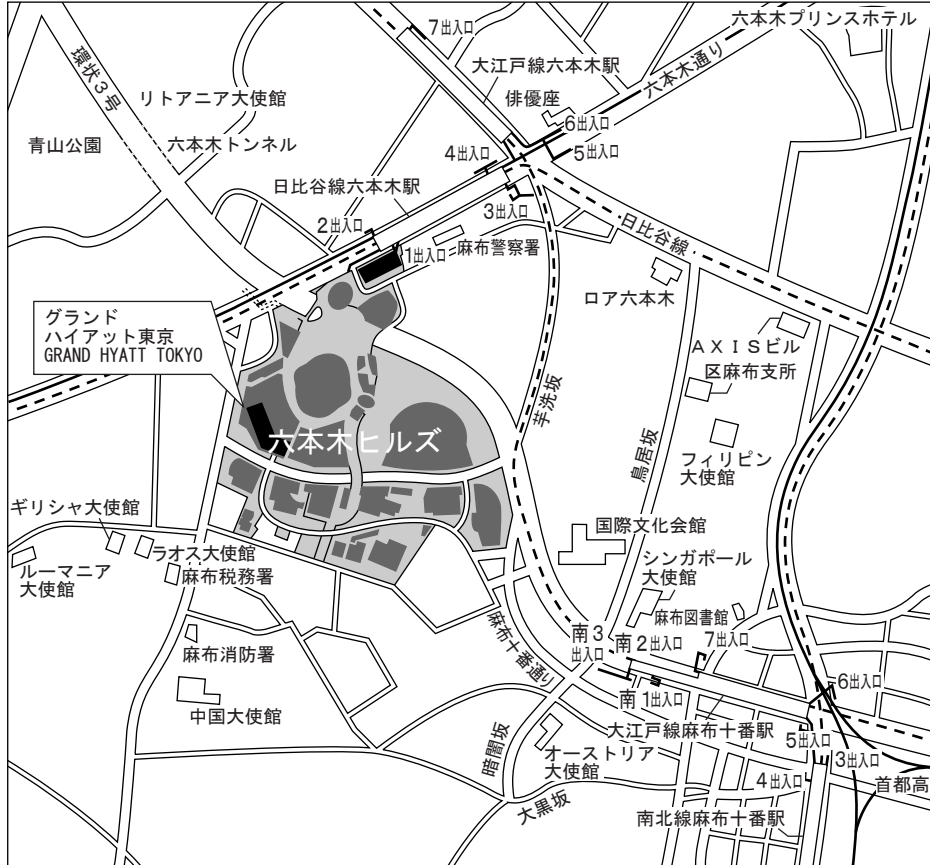 六本木プリンスホテル
7出入口
六本木通り
大江戸線六本木駅
環状3号
リトアニア大使館
俳優座
6出入口
5出入口
青山公園
六本木トンネル
4出入口
日比谷線六本木駅
3出入口
2出入口
1出入口
麻布警察署
日比谷線
ロア六本木
グランド
ハイアット東京
GRAND HYATT TOKYO
AXISビル
区麻布支所
芋洗坂
鳥居坂
六本木ヒルズ
フィリピン
大使館
ギリシャ大使館
国際文化会館
ラオス大使館
シンガポール
大使館
ルーマニア
大使館
麻布税務署
麻布図書館
麻布十番通り
南3
出入口
南2出入口
7出入口
麻布消防署
6出入口
南1出入口
中国大使館
大江戸線麻布十番駅
暗闇坂
オーストリア
大使館
5出入口
3出入口
4出入口
首都高
大黒坂
南北線麻布十番駅